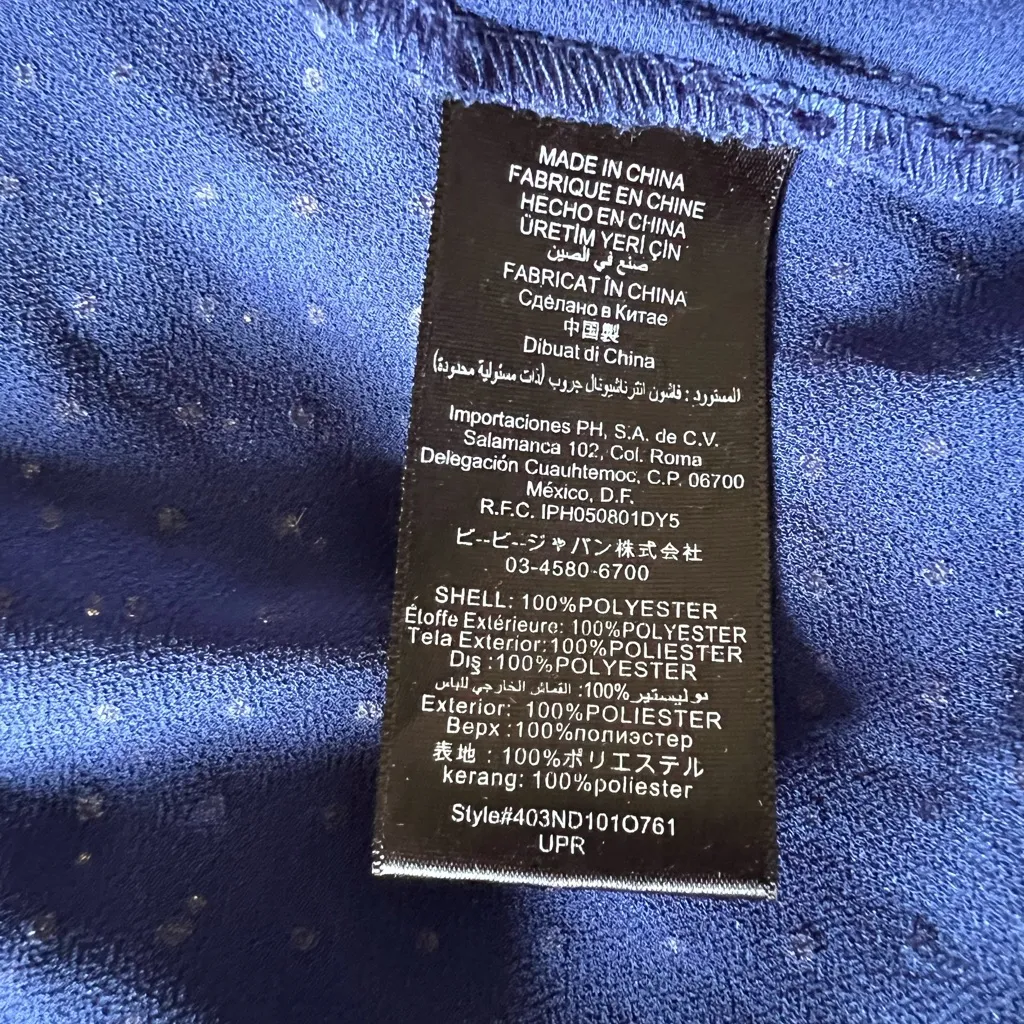 MADE IN CHINA
FABRIQUE EN CHINE
HECHO EN CHINA
ÜRETİM YERİ ÇİN
صنع في الصين
FABRICAT ÎN CHINA
Сделано в Китае
中国製
Dibuat di China
المستورد : فاشون انترناشيونال جروب (ذات مسئولية محدودة)
Importaciones PH, S.A. de C.V.
Salamanca 102, Col. Roma
Delegación Cuauhtemoc, C.P. 06700
México, D.F.
R.F.C. IPH050801DY5
ビービージャパン株式会社
03-4580-6700
SHELL: 100%POLYESTER
Étoffe Extérieure: 100%POLYESTER
Tela Exterior:100%POLIESTER
Dış :100%POLYESTER
القماش الخارجي للباس :100% بوليستير
Exterior: 100%POLIESTER
Верх :100%полиэстер
表地 : 100%ポリエステル
kerang: 100%poliester
Style#403ND101O761
UPR